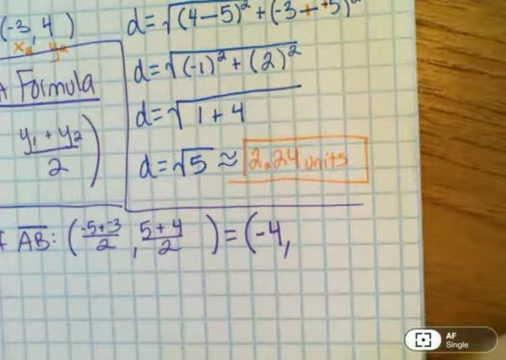 (-3, 4)
x₂ y₂
d=√(4-5)² + (-3 + +5)²
Formula
d=√(-1)² + (2)²
y₁ + y₂
2
d=√1 + 4
d=√5 ≈ 2.24 units
AB: (-5+-3/2, 5+4/2) = (-4,
AF
Single